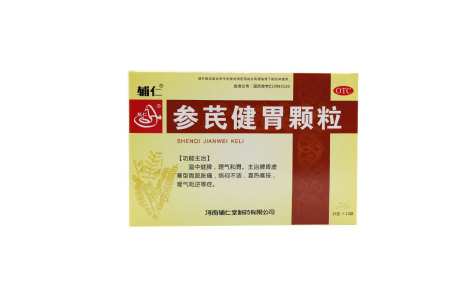 辅仁®
OTC
参芪健胃颗粒
SHENQI JIANWEI KELI
【功能主治】
温中健脾，理气和胃。主治脾胃虚
寒型胃脘胀痛，痞闷不适，喜热喜按，
嗳气呃逆等症。
河南辅仁堂制药有限公司